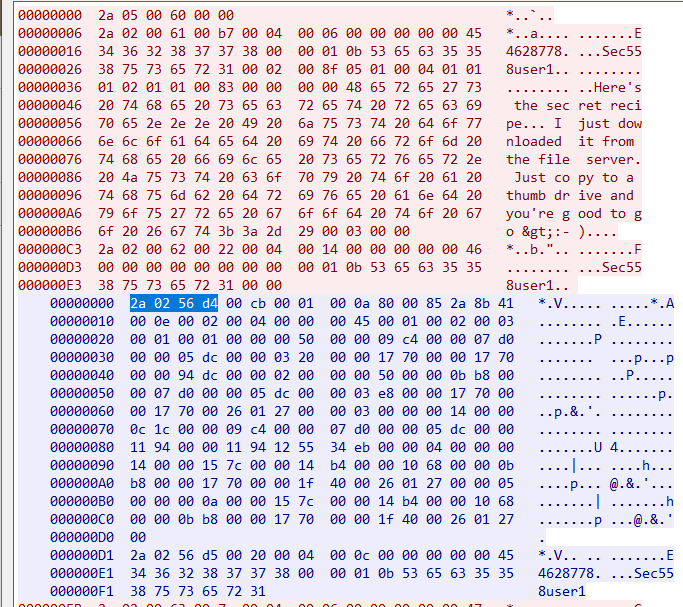 00000000 2a 05 00 60 00 00 *..`..
00000006 2a 02 00 61 00 b7 00 04 00 06 00 00 00 00 00 45 *..a.... .......E
00000016 34 36 32 38 37 37 38 00 00 01 0b 53 65 63 35 35 4628778. ...Sec55
00000026 38 75 73 65 72 31 00 02 00 8f 05 01 00 04 01 01 8user1.. ........
00000036 01 02 01 01 00 83 00 00 00 00 48 65 72 65 27 73 ........ ..Here's
00000046 20 74 68 65 20 73 65 63 72 65 74 20 72 65 63 69 the sec ret reci
00000056 70 65 2e 2e 2e 20 49 20 6a 75 73 74 20 64 6f 77 pe... I just dow
00000066 6e 6c 6f 61 64 65 64 20 69 74 20 66 72 6f 6d 20 nloaded it from
00000076 74 68 65 20 66 69 6c 65 20 73 65 72 76 65 72 2e the file server.
00000086 20 4a 75 73 74 20 63 6f 70 79 20 74 6f 20 61 20 Just co py to a
00000096 74 68 75 6d 62 20 64 72 69 76 65 20 61 6e 64 20 thumb dr ive and
000000A6 79 6f 75 27 72 65 20 67 6f 6f 64 20 74 6f 20 67 you're g ood to g
000000B6 6f 20 26 67 74 3b 3a 2d 29 00 03 00 00 o &gt;:- )....
000000C3 2a 02 00 62 00 22 00 04 00 14 00 00 00 00 00 46 *..b.".. .......F
000000D3 00 00 00 00 00 00 00 00 00 01 0b 53 65 63 35 35 ........ ...Sec55
000000E3 38 75 73 65 72 31 00 00 8user1..
00000000 2a 02 56 d4 00 cb 00 01 00 0a 80 00 85 2a 8b 41 *.V..... .....*.A
00000010 00 0e 00 02 00 04 00 00 00 45 00 01 00 02 00 03 ........ .E......
00000020 00 01 00 01 00 00 00 50 00 00 09 c4 00 00 07 d0 .......P ........
00000030 00 00 05 dc 00 00 03 20 00 00 17 70 00 00 17 70 ....... ...p...p
00000040 00 00 94 dc 00 00 02 00 00 00 50 00 00 0b b8 00 ........ ..P.....
00000050 00 07 d0 00 00 05 dc 00 00 03 e8 00 00 17 70 00 ........ ......p.
00000060 00 17 70 00 26 01 27 00 00 03 00 00 00 14 00 00 ..p.&.'. ........
00000070 0c 1c 00 00 09 c4 00 00 07 d0 00 00 05 dc 00 00 ........ ........
00000080 11 94 00 00 11 94 12 55 34 eb 00 00 04 00 00 00 .......U 4.......
00000090 14 00 00 15 7c 00 00 14 b4 00 00 10 68 00 00 0b ....|... ....h...
000000A0 b8 00 00 17 70 00 00 1f 40 00 26 01 27 00 00 05 ....p... @.&.'...
000000B0 00 00 00 0a 00 00 15 7c 00 00 14 b4 00 00 10 68 .......| .......h
000000C0 00 00 0b b8 00 00 17 70 00 00 1f 40 00 26 01 27 .......p ...@.&.'
000000D0 00 .
000000D1 2a 02 56 d5 00 20 00 04 00 0c 00 00 00 00 00 45 *.V.. .. .......E
000000E1 34 36 32 38 37 37 38 00 00 01 0b 53 65 63 35 35 4628778. ...Sec55
000000F1 38 75 73 65 72 31 8user1